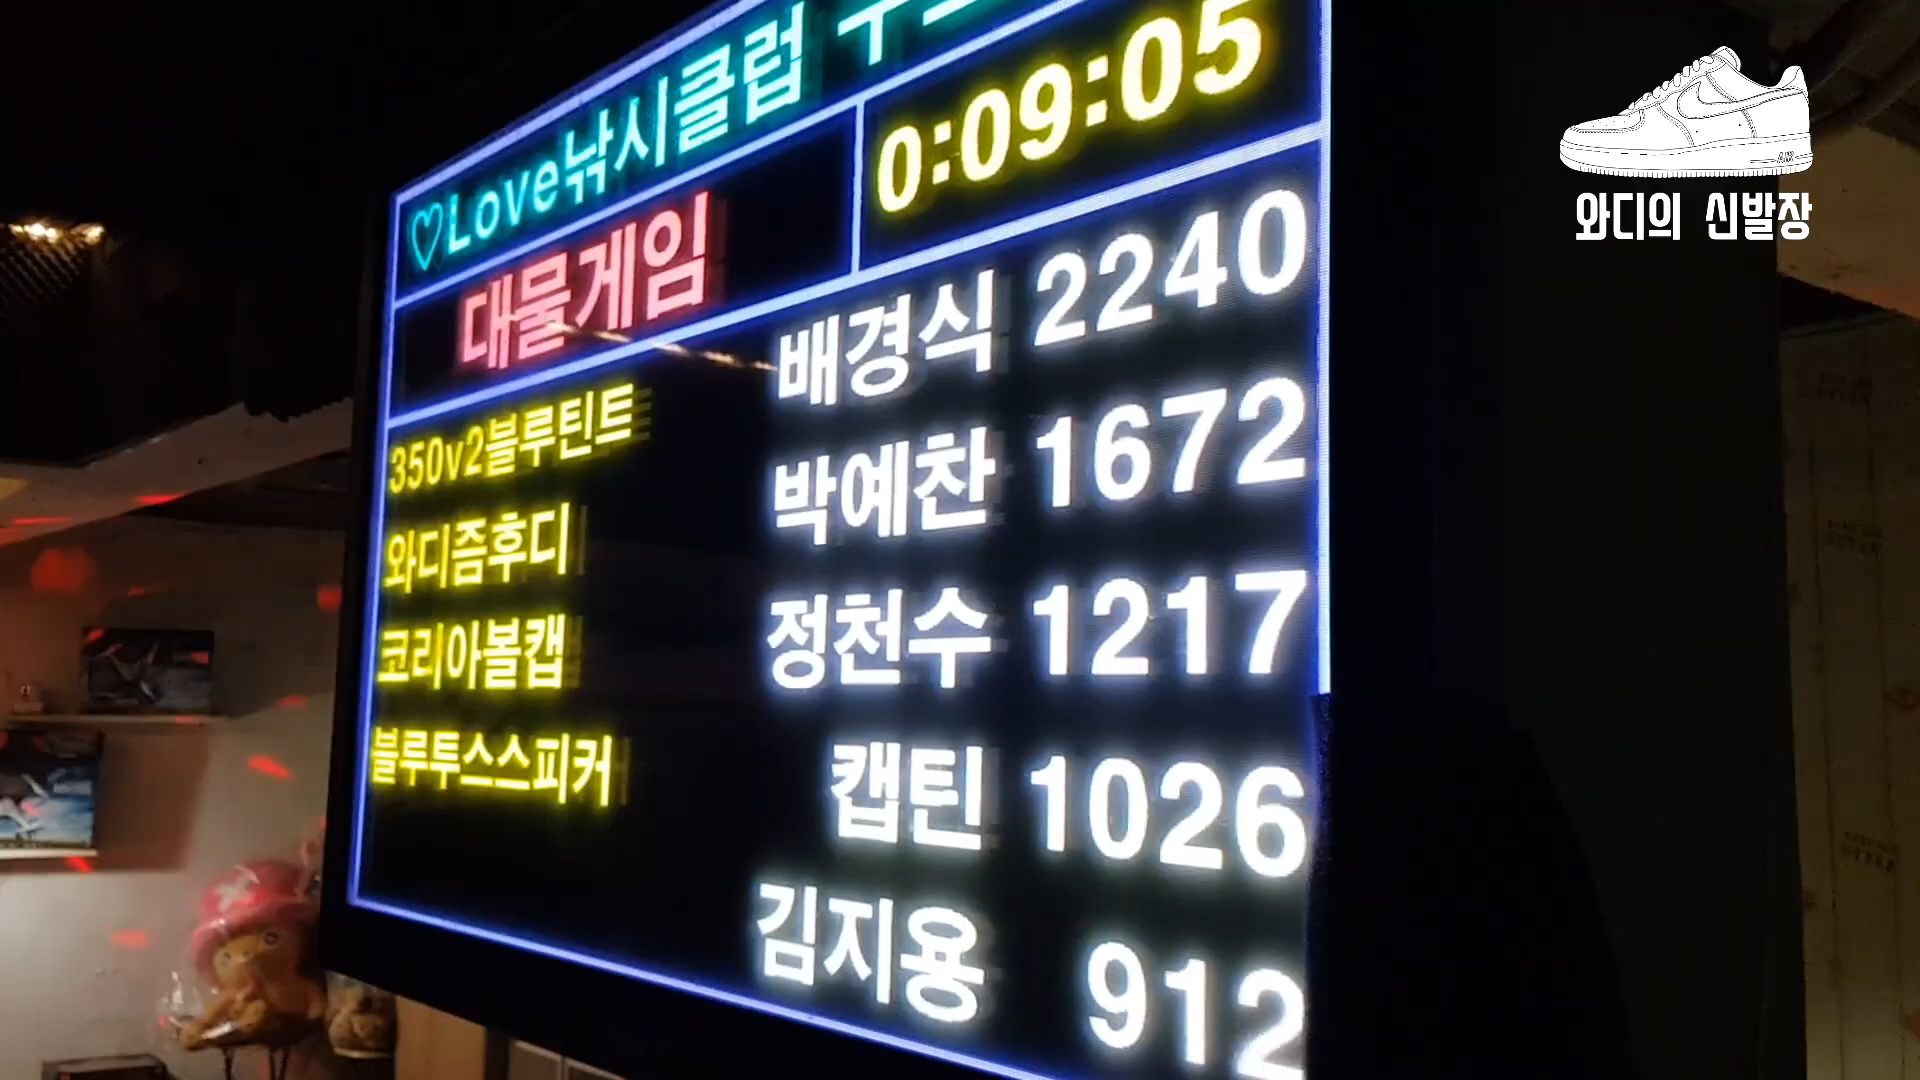 ♡Love낚시클럽
대물게임
0:09:05
350v2블루틴트
와디즘후디
코리아볼캡
블루투스스피커
배경식 2240
박예찬 1672
정천수 1217
캡틴 1026
김지용 912
AIR
와디의 신발장